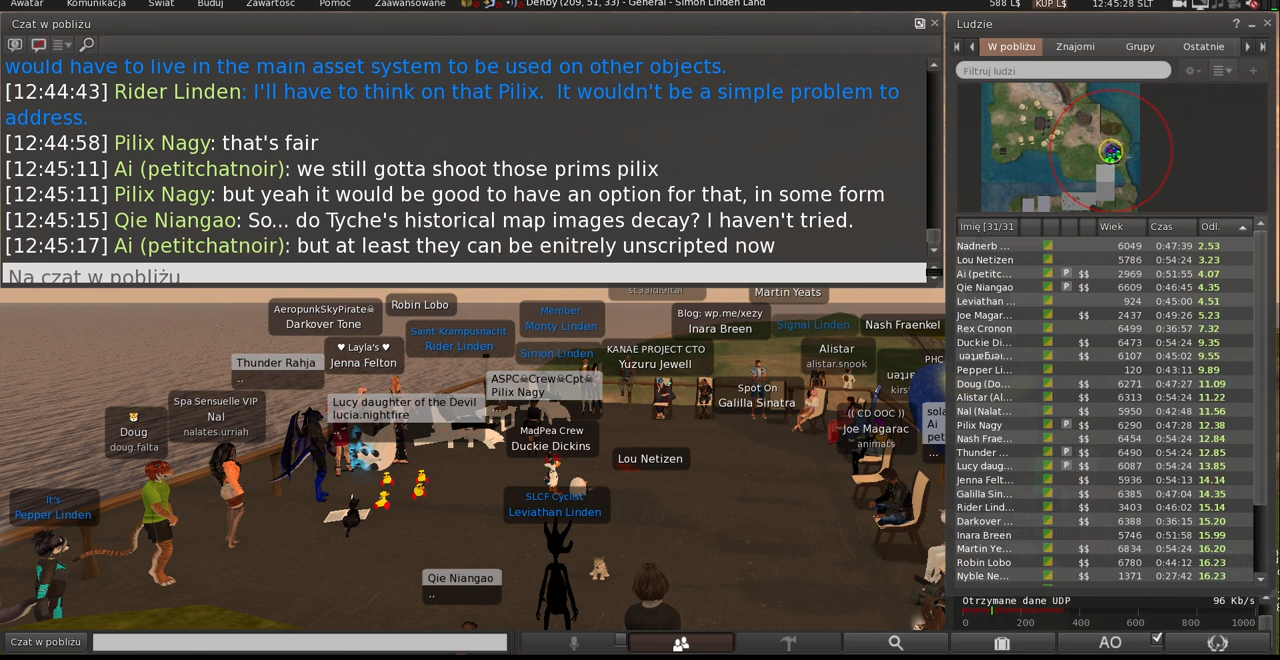 Awatar Komunikacja Świat Buduj Zawartość Pomoc Zaawansowane Denby (209, 51, 33) - General - Simon Linden Land 588 L$ KUP L$ 12:45:28 SLT
Czat w pobliżu
would have to live in the main asset system to be used on other objects.
[12:44:43] Rider Linden: I'll have to think on that Pilix. It wouldn't be a simple problem to
address.
[12:44:58] Pilix Nagy: that's fair
[12:45:11] Ai (petitchatnoir): we still gotta shoot those prims pilix
[12:45:11] Pilix Nagy: but yeah it would be good to have an option for that, in some form
[12:45:15] Qie Niangao: So... do Tyche's historical map images decay? I haven't tried.
[12:45:17] Ai (petitchatnoir): but at least they can be enitrely unscripted now
Na czat w pobliżu
st33ldi9ital
Martin Yeats
AeropunkSkyPirate☠
Darkover Tone
Robin Lobo
Member
Monty Linden
Blog: wp.me/xezy
Inara Breen
Signal Linden
Nash Fraenkel
Saint Krampusnacht
Rider Linden
♥ Layla's ♥
Jenna Felton
Simon Linden
KANAE PROJECT CTO
Yuzuru Jewell
Alistar
alistar.snook
PHC
Thunder Rahja
..
ASPC☠Crew☠Cpt☠
Pilix Nagy
...
Spot On
Galilla Sinatra
uǝɹɐ
kirs
Spa Sensuelle VIP
Nal
nalates.urriah
Lucy daughter of the Devil
lucia.nightfire
(( CD OOC ))
Joe Magarac
animats
sola
Ai
pet
...
Doug
doug.falta
MadPea Crew
Duckie Dickins
Lou Netizen
It's
Pepper Linden
SLCF Cyclist
Leviathan Linden
Qie Niangao
..
Czat w pobliżu
Ludzie
? _ ×
W pobliżu Znajomi Grupy Ostatnie
Filtruj ludzi
Imię [31/31 Wiek Czas Odl.
Nadnerb ... 6049 0:47:39 2.53
Lou Netizen 5786 0:54:24 3.23
Ai (petitc... P $$ 2969 0:51:55 4.07
Qie Niangao P $$ 6609 0:46:45 4.35
Leviathan ... 924 0:45:00 4.51
Joe Magar... $$ 2437 0:49:26 5.23
Rex Cronon 6499 0:36:57 7.32
Duckie Di... $$ 6473 0:54:24 9.35
$$ 6107 0:45:02 9.55
Pepper Li... 120 0:43:11 9.89
Doug (Do... $$ 6271 0:47:27 11.09
Alistar (Al... $$ 6313 0:54:24 11.22
Nal (Nalat... $$ 5950 0:42:48 11.56
Pilix Nagy P $$ 6290 0:47:28 12.38
Nash Frae... $$ 6454 0:54:24 12.84
Thunder ... P $$ 6490 0:54:24 12.85
Lucy daug... P $$ 6087 0:54:24 13.85
Jenna Felt... $$ 5936 0:54:13 14.14
Galilla Sin... $$ 6385 0:47:04 14.35
Rider Lind... $$ 3403 0:46:02 15.14
Darkover ... $$ 6388 0:36:15 15.20
Inara Breen 5746 0:51:58 15.99
Martin Ye... $$ 6834 0:54:24 16.20
Robin Lobo $$ 6780 0:44:12 16.23
Nyble Ne... $$ 1371 0:27:42 16.23
Otrzymane dane UDP 96 Kb/s
0 200 400 600 800 1000
AO